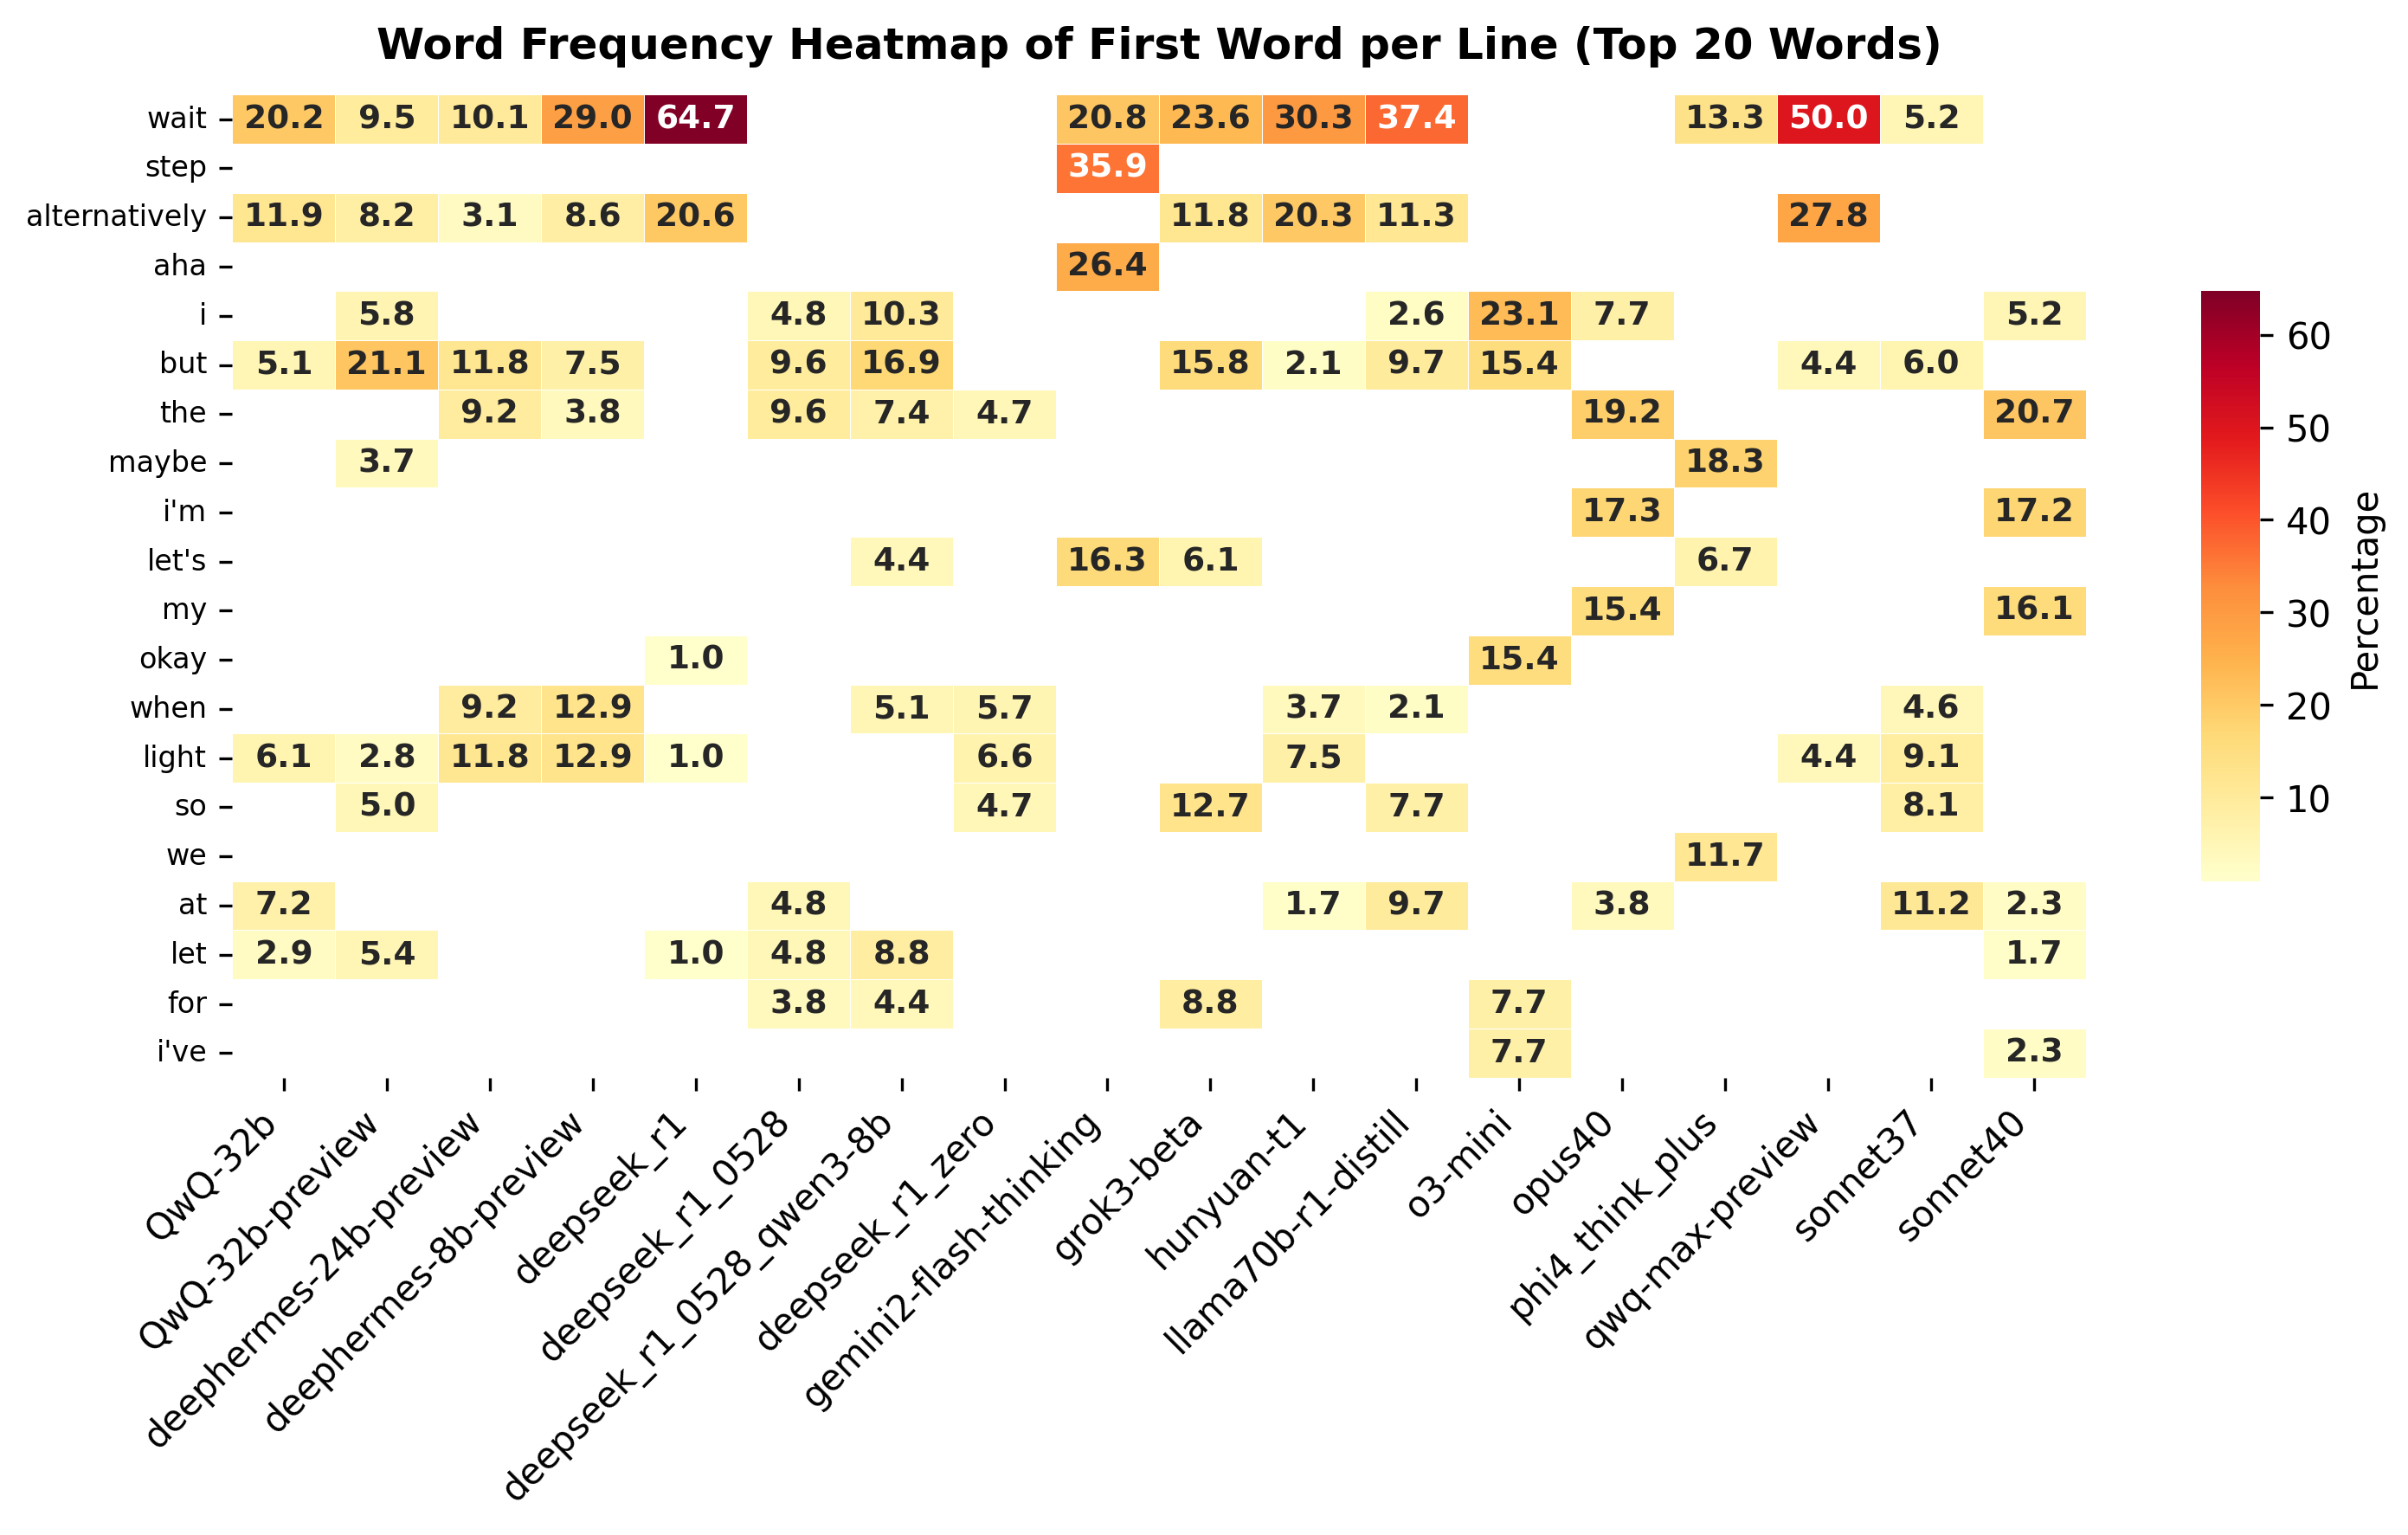 Word Frequency Heatmap of First Word per Line (Top 20 Words)
wait 20.2 9.5 10.1 29.0 64.7 20.8 23.6 30.3 37.4 13.3 50.0 5.2
step 35.9
alternatively 11.9 8.2 3.1 8.6 20.6 11.8 20.3 11.3 27.8
aha 26.4
i 5.8 4.8 10.3 2.6 23.1 7.7 5.2
but 5.1 21.1 11.8 7.5 9.6 16.9 15.8 2.1 9.7 15.4 4.4 6.0
the 9.2 3.8 9.6 7.4 4.7 19.2 20.7
maybe 3.7 18.3
i'm 17.3 17.2
let's 4.4 16.3 6.1 6.7
my 15.4 16.1
okay 1.0 15.4
when 9.2 12.9 5.1 5.7 3.7 2.1 4.6
light 6.1 2.8 11.8 12.9 1.0 6.6 7.5 4.4 9.1
so 5.0 4.7 12.7 7.7 8.1
we 11.7
at 7.2 4.8 1.7 9.7 3.8 11.2 2.3
let 2.9 5.4 1.0 4.8 8.8 1.7
for 3.8 4.4 8.8 7.7
i've 7.7 2.3
QwQ-32b
QwQ-32b-preview
deephermes-24b-preview
deephermes-8b-preview
deepseek_r1
deepseek_r1_0528
deepseek_r1_0528_qwen3-8b
deepseek_r1_zero
gemini2-flash-thinking
grok3-beta
hunyuan-t1
llama70b-r1-distill
o3-mini
opus40
phi4_think_plus
qwq-max-preview
sonnet37
sonnet40
60
50
40
30
20
10
Percentage